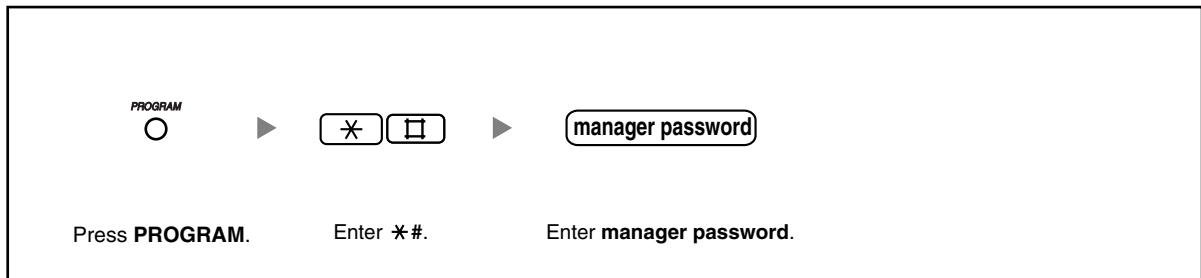 PROGRAM
manager password
Press PROGRAM.
Enter ✳#.
Enter manager password.